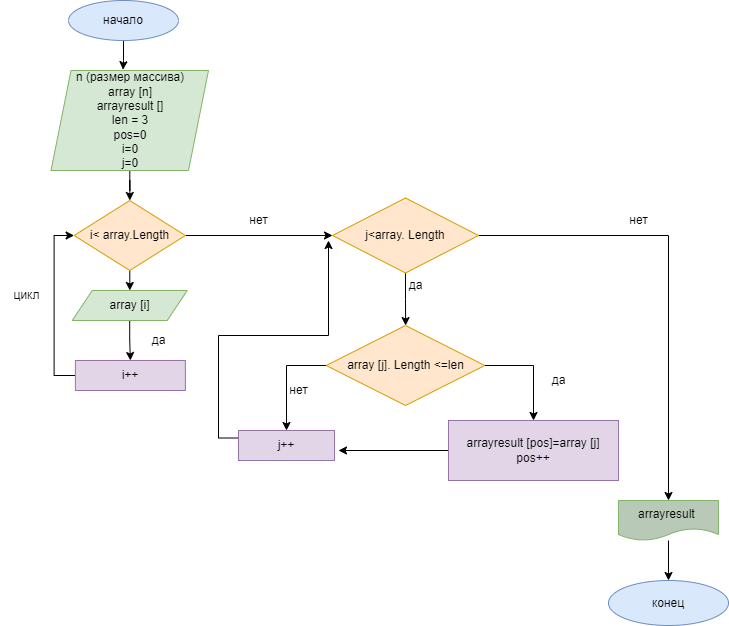 начало
n (размер массива)
array [n]
arrayresult []
len = 3
pos=0
i=0
j=0
i< array.Length
нет
j<array. Length
нет
да
цикл
array [i]
да
i++
array [j]. Length <=len
нет
да
j++
arrayresult [pos]=array [j]
pos++
arrayresult
конец